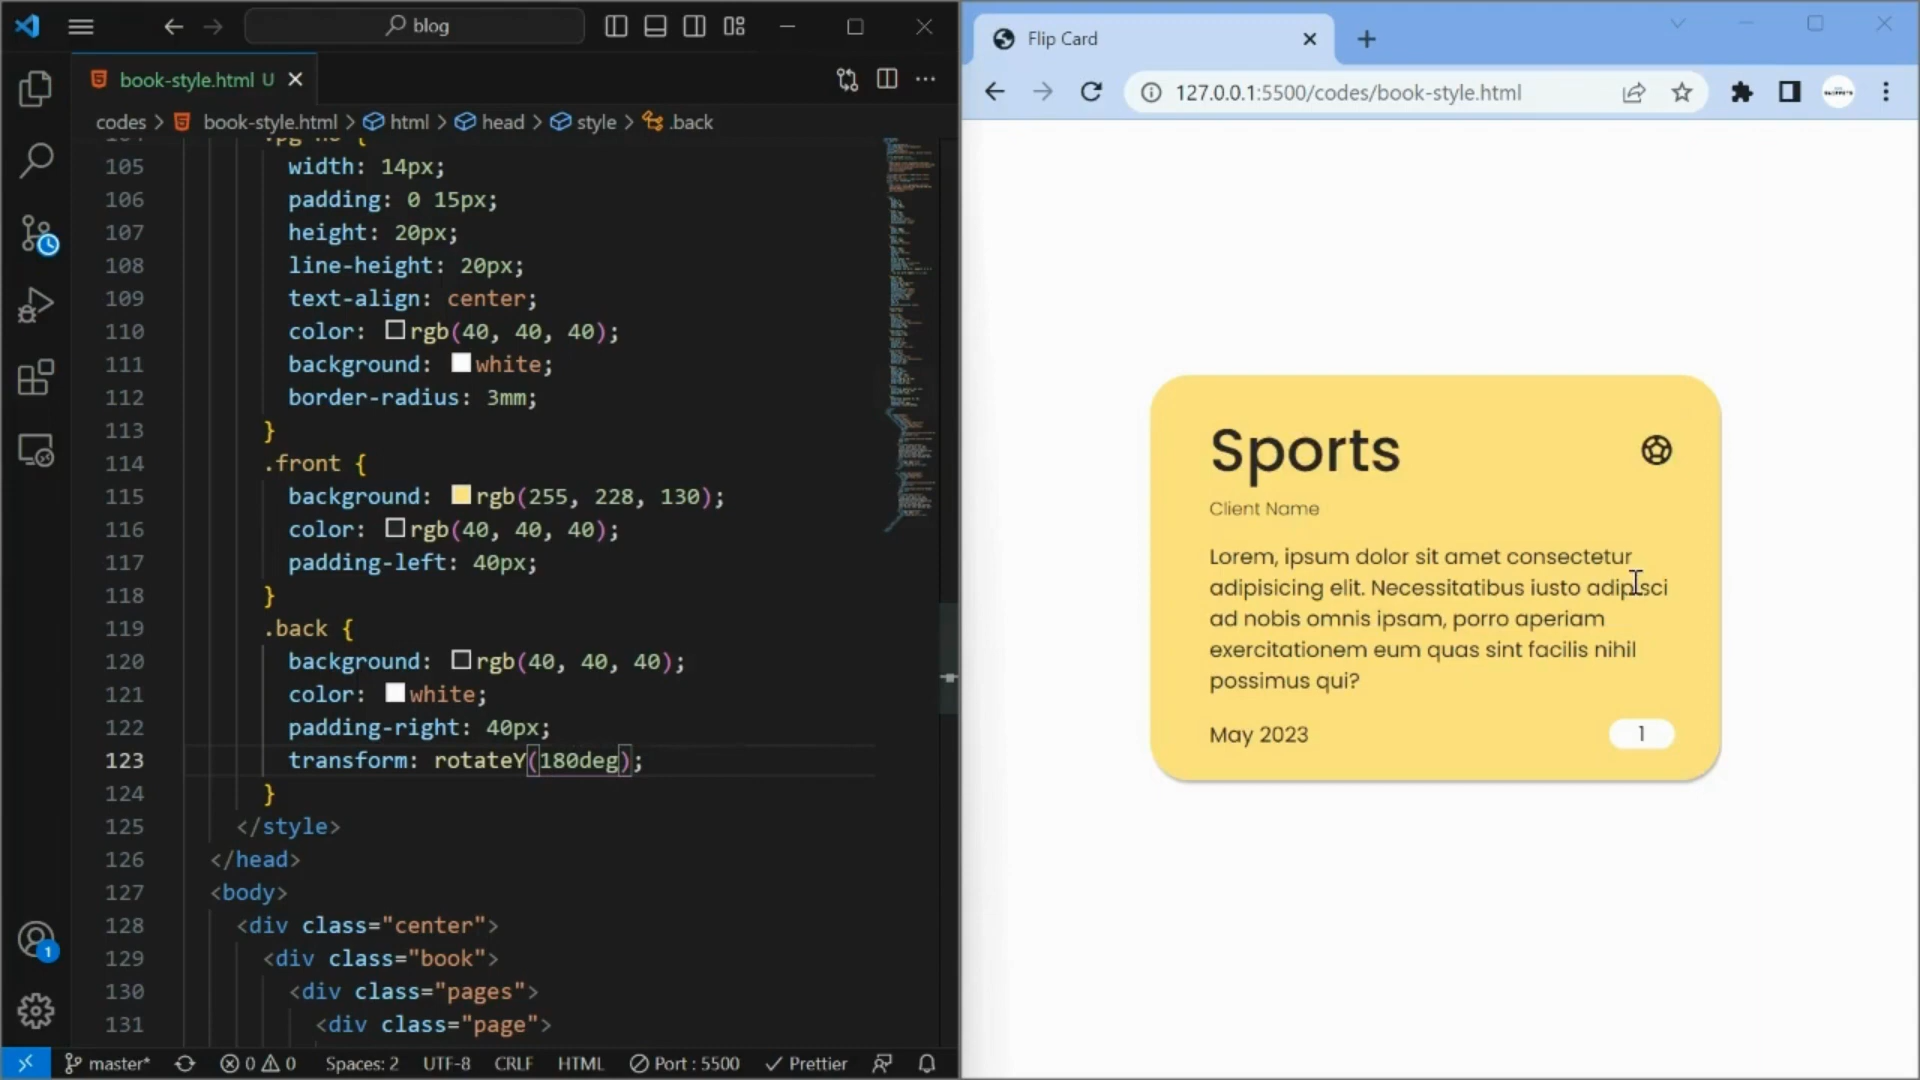 blog
book-style.html U
codes > book-style.html > html > head > style > .back
105 width: 14px;
106 padding: 0 15px;
107 height: 20px;
108 line-height: 20px;
109 text-align: center;
110 color: rgb(40, 40, 40);
111 background: white;
112 border-radius: 3mm;
113 }
114 .front {
115 background: rgb(255, 228, 130);
116 color: rgb(40, 40, 40);
117 padding-left: 40px;
118 }
119 .back {
120 background: rgb(40, 40, 40);
121 color: white;
122 padding-right: 40px;
123 transform: rotateY(180deg);
124 }
125 </style>
126 </head>
127 <body>
128 <div class="center">
129 <div class="book">
130 <div class="pages">
131 <div class="page">
1
master* 0 0 Spaces: 2 UTF-8 CRLF HTML Port : 5500 Prettier
Flip Card
127.0.0.1:5500/codes/book-style.html
Sports
Client Name
Lorem, ipsum dolor sit amet consectetur
adipisicing elit. Necessitatibus iusto adipisci
ad nobis omnis ipsam, porro aperiam
exercitationem eum quas sint facilis nihil
possimus qui?
May 2023 1